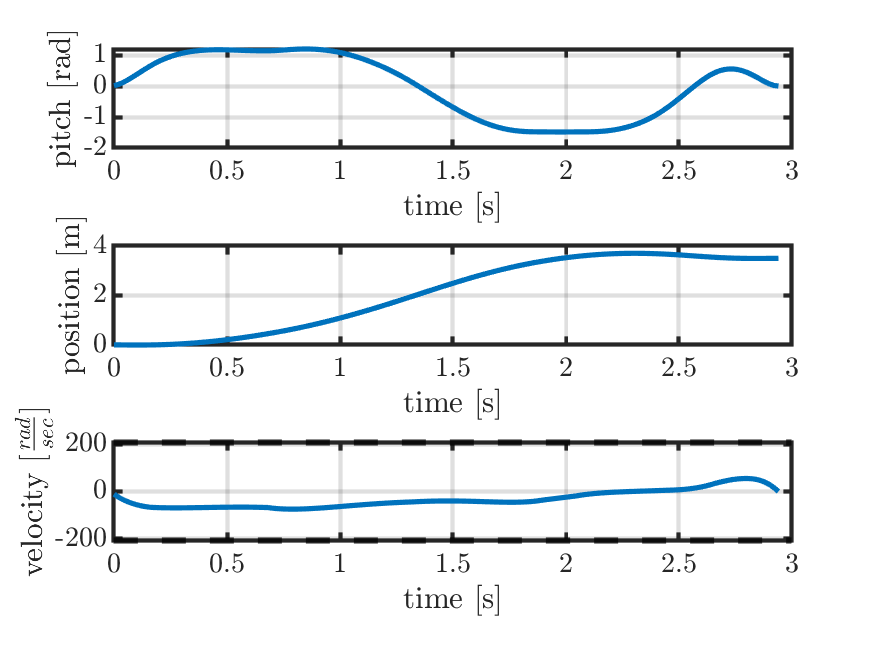 pitch [rad]
1
0
-1
-2
0 0.5 1 1.5 2 2.5 3
time [s]
position [m]
4
2
0
0 0.5 1 1.5 2 2.5 3
time [s]
velocity [rad/sec]
200
0
-200
0 0.5 1 1.5 2 2.5 3
time [s]